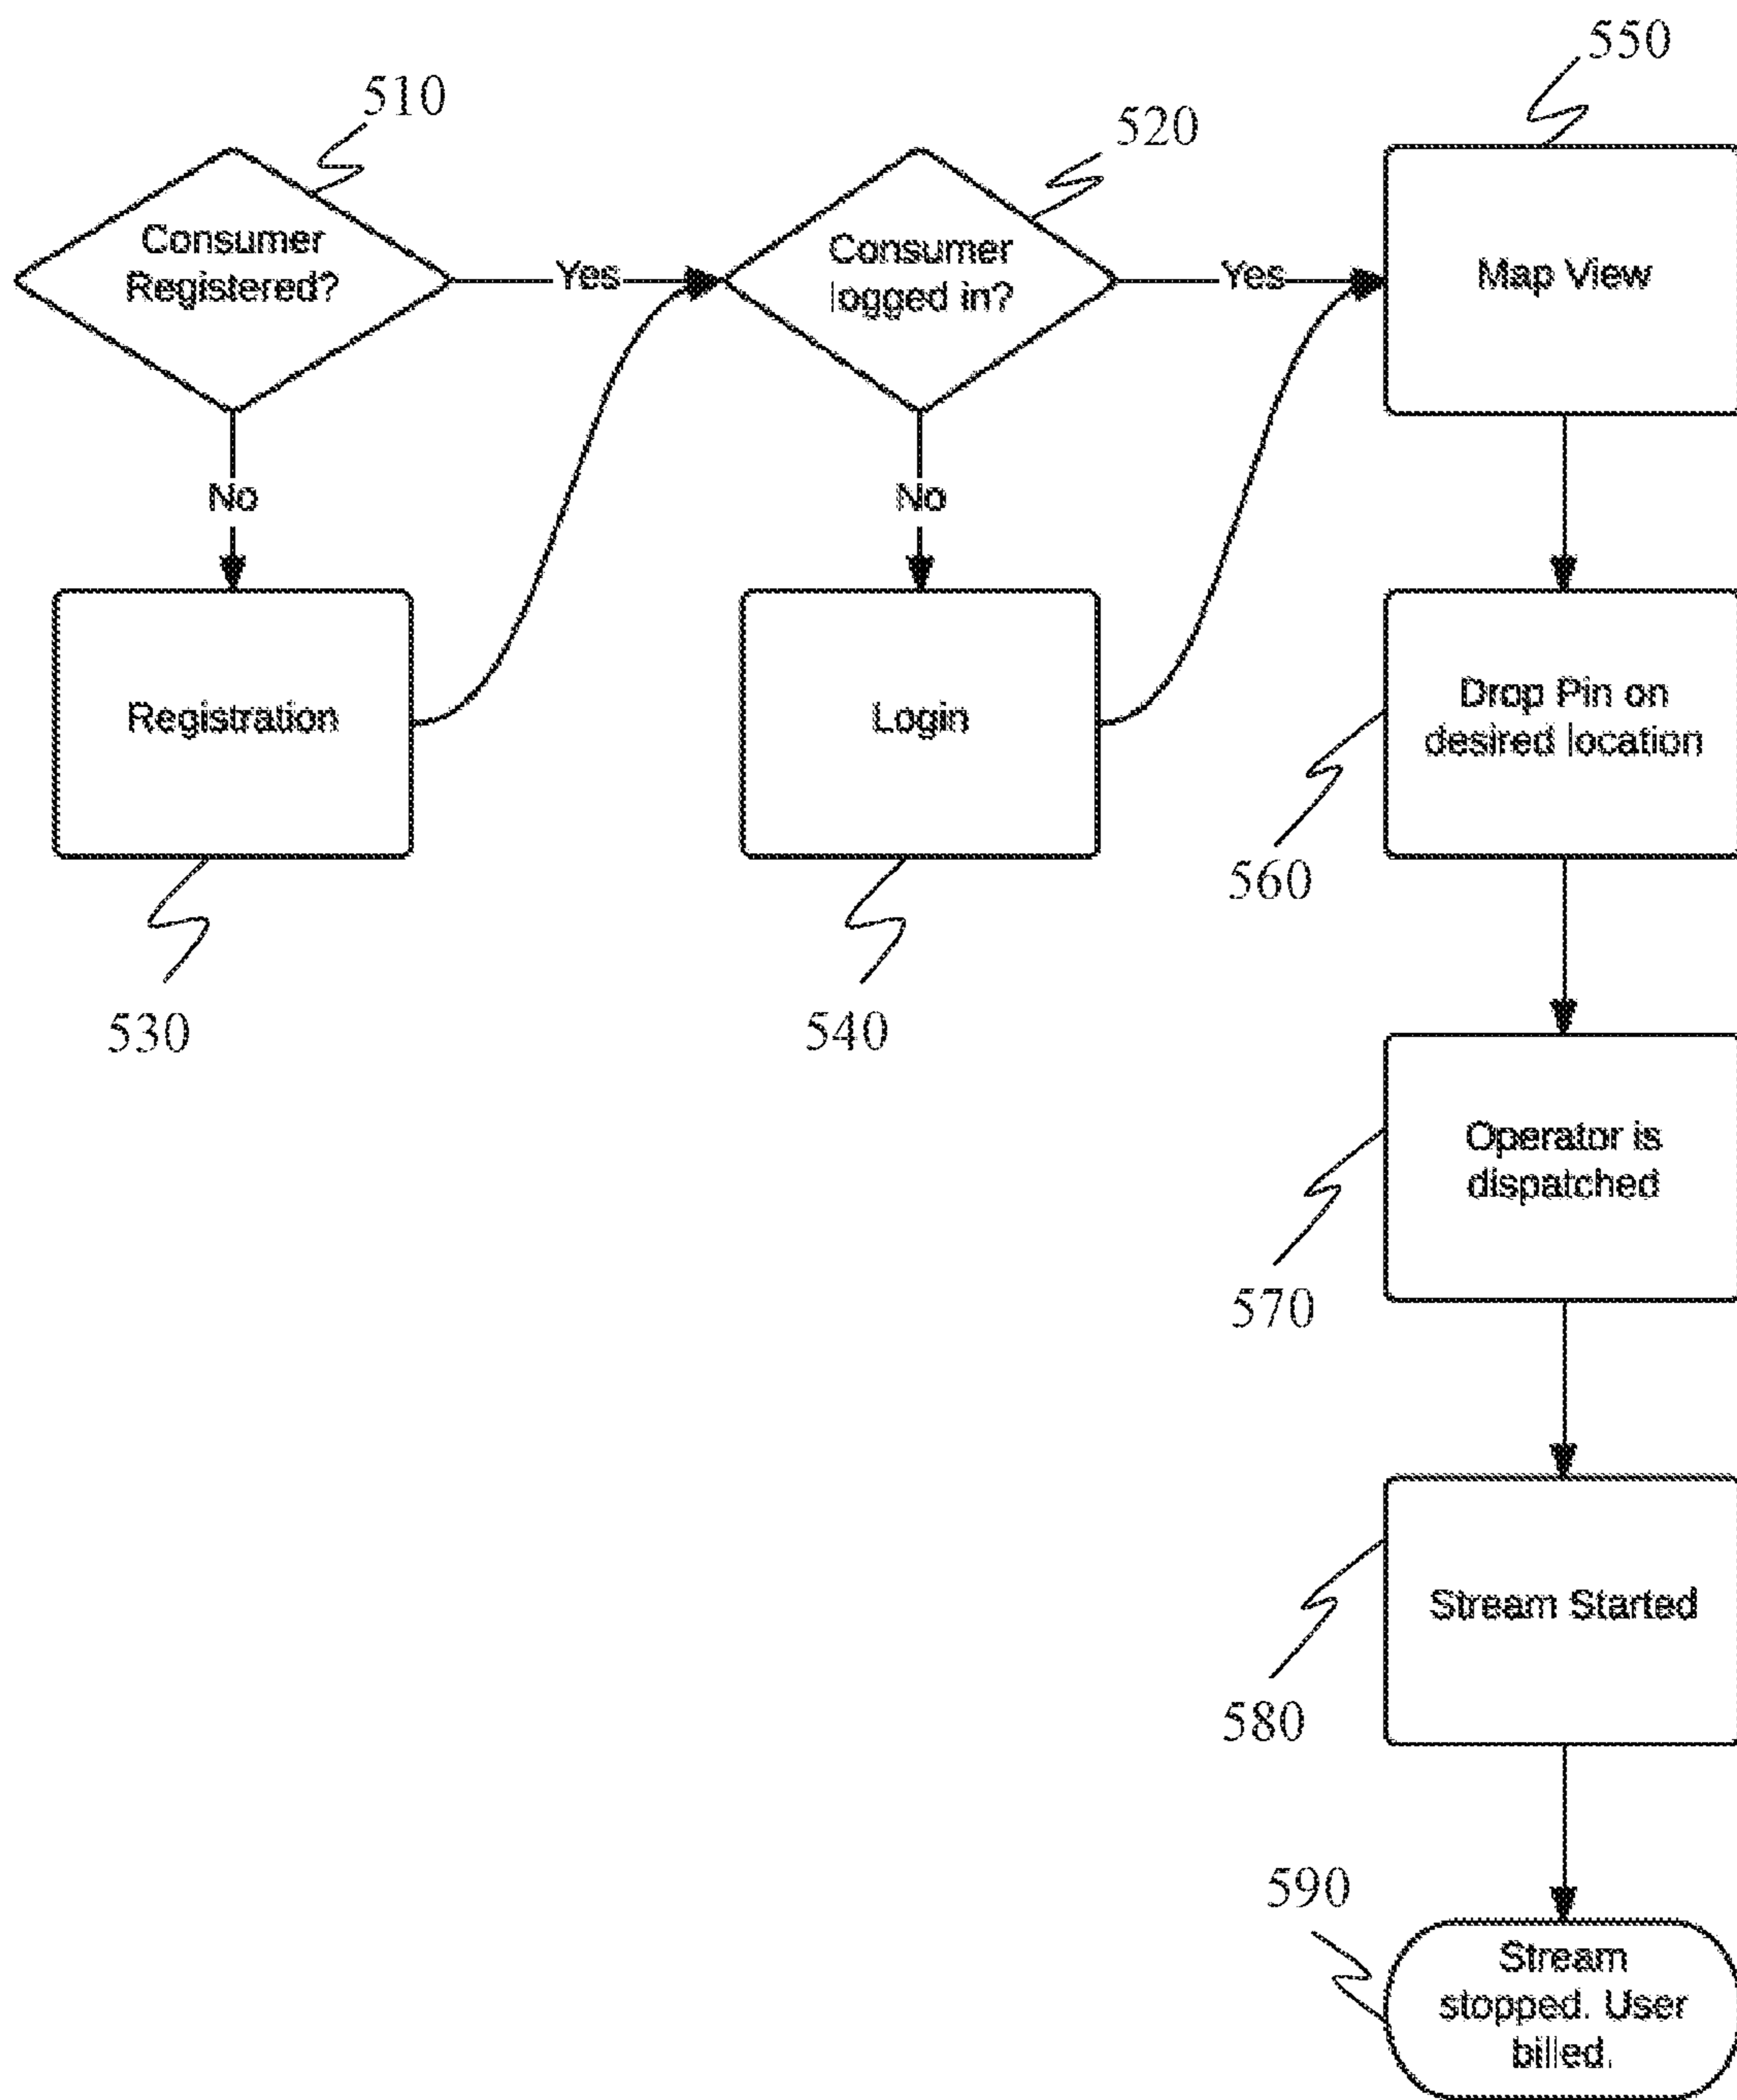 550
510
520
Consumer
Registered?
Yes
Consumer
logged in?
Yes
Map View
No
No
Registration
Login
Drop Pin on
desired location
560
530
540
Operator is
dispatched
570
Stream Started
580
590
Stream
stopped. User
billed.